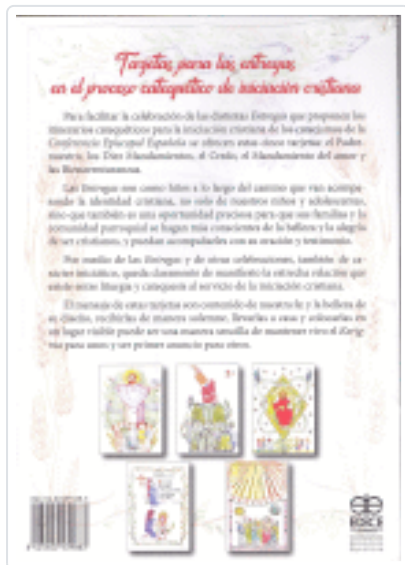 Tarjetas para las entregas
en el proceso catequético de iniciación cristiana
Para facilitar la celebración de las distintas Entregas que proponen los
itinerarios catequéticos para la iniciación cristiana de los catecismos de la
Conferencia Episcopal Española se ofrecen estas cinco tarjetas: el Padre-
nuestro, los Diez Mandamientos, el Credo, el Mandamiento del amor y
las Bienaventuranzas.
Las Entregas son como hitos a lo largo del camino que van acompa-
ñando la identidad cristiana, no solo de nuestros niños y adolescentes,
sino que también es una oportunidad preciosa para que sus familias y la
comunidad parroquial se hagan más conscientes de la belleza y la alegría
de ser cristianos, y puedan acompañarles con su oración y testimonio.
Por medio de las Entregas y de otras celebraciones, también de ca-
rácter iniciático, queda claramente de manifiesto la estrecha relación que
existe entre liturgia y catequesis al servicio de la iniciación cristiana.
El mensaje de estas tarjetas son contenido de nuestra fe y la belleza de
su diseño, recibirlas de manera solemne, llevarlas a casa y colocarlas en
un lugar visible puede ser una manera sencilla de mantener vivo el Kerig-
ma para unos y ser primer anuncio para otros.
EDICE